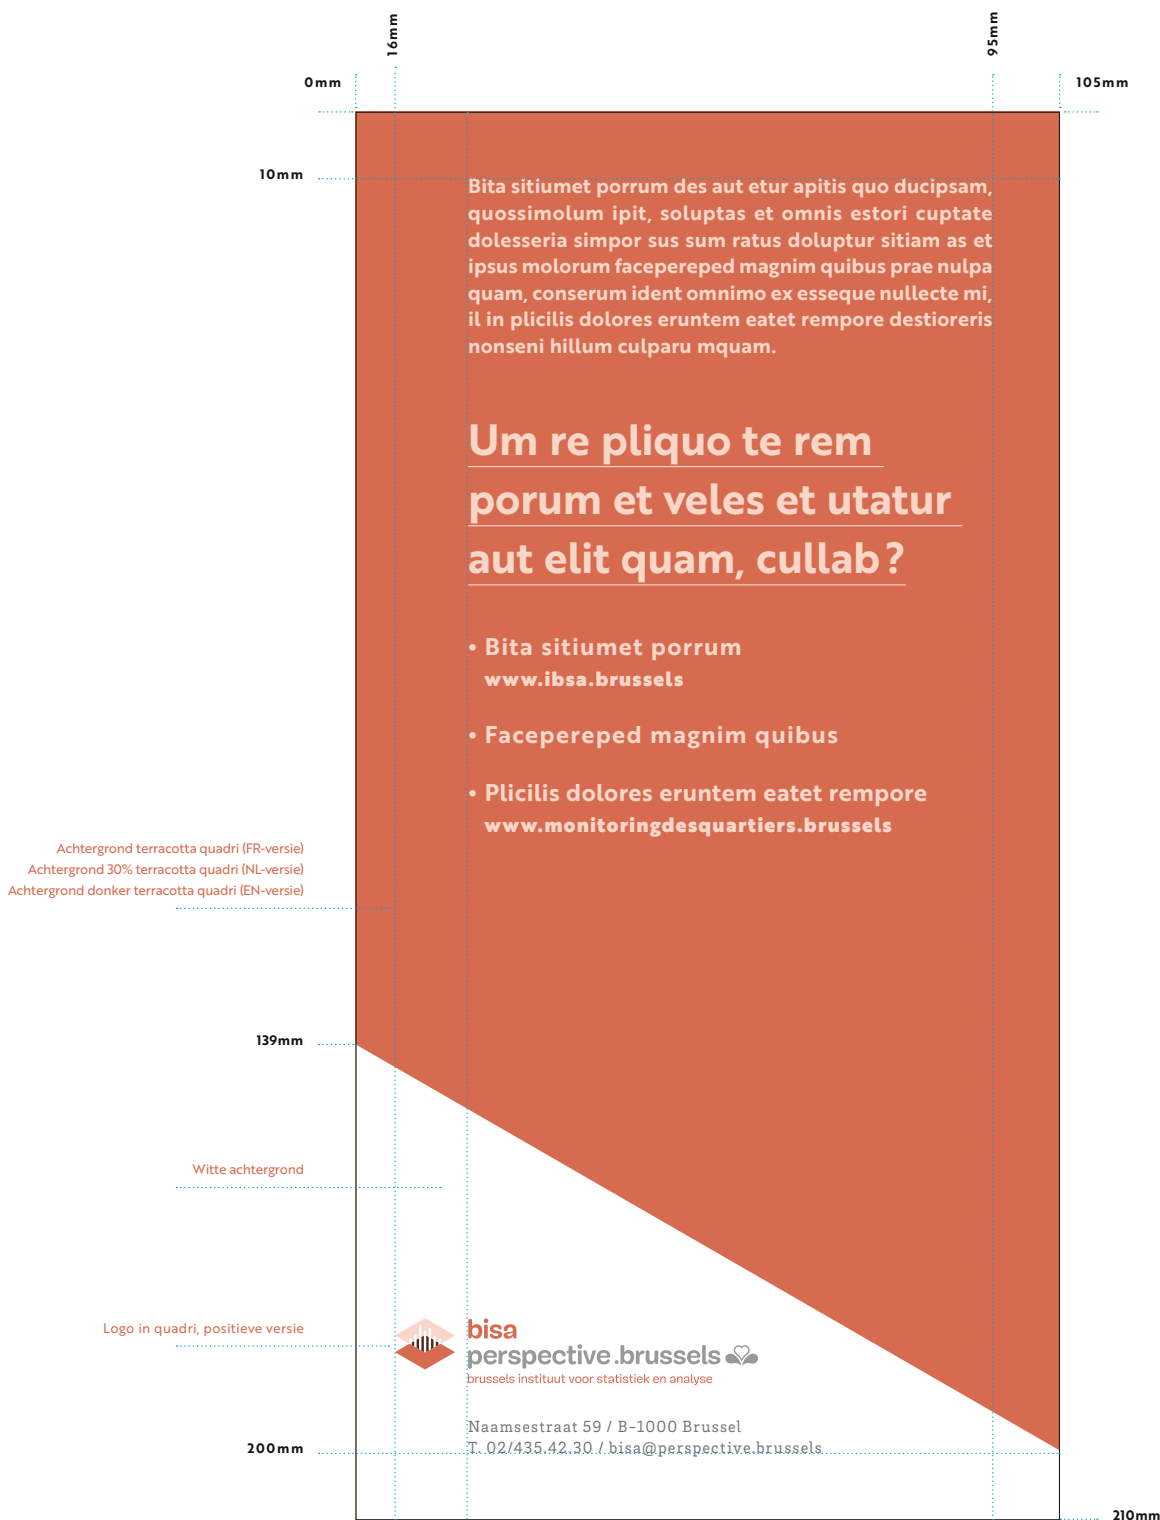 16mm
95mm
0mm
105mm
10mm
Bita sitiumet porrum des aut etur apitis quo ducipsam,
quossimolum ipit, soluptas et omnis estori cuptate
dolesseria simpor sus sum ratus doluptur sitiam as et
ipsus molorum facepereped magnim quibus prae nulpa
quam, conserum ident omnimo ex esseque nullecte mi,
il in plicilis dolores eruntem eatet rempore destioreris
nonseni hillum culparu mquam.
Um re pliquo te rem
porum et veles et utatur
aut elit quam, cullab ?
• Bita sitiumet porrum
www.ibsa.brussels
• Facepereped magnim quibus
• Plicilis dolores eruntem eatet rempore
www.monitoringdesquartiers.brussels
Achtergrond terracotta quadri (FR-versie)
Achtergrond 30% terracotta quadri (NL-versie)
Achtergrond donker terracotta quadri (EN-versie)
139mm
Witte achtergrond
Logo in quadri, positieve versie
bisa
perspective.brussels
brussels instituut voor statistiek en analyse
Naamsestraat 59 / B-1000 Brussel
T. 02/435.42.30 / bisa@perspective.brussels
200mm
210mm